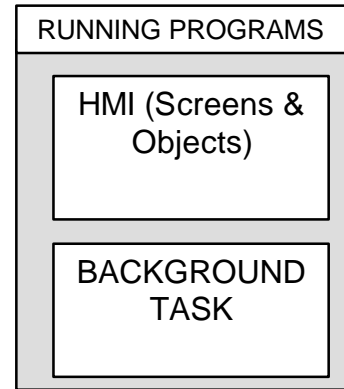 RUNNING PROGRAMS
HMI (Screens &
Objects)
BACKGROUND
TASK